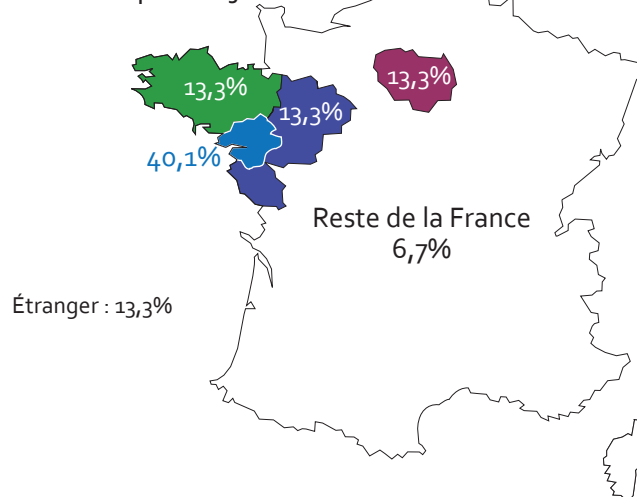 13,3%
13,3%
13,3%
40,1%
Reste de la France
6,7%
Étranger : 13,3%